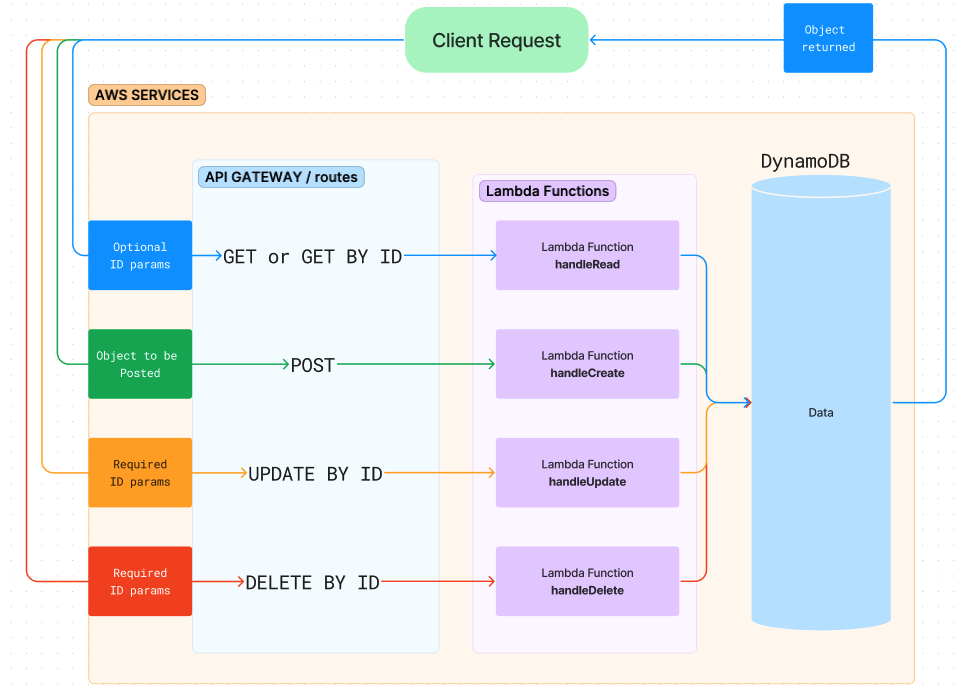 Client Request
Object
returned
AWS SERVICES
API GATEWAY / routes
Lambda Functions
DynamoDB
Optional
ID params
GET or GET BY ID
Lambda Function
handleRead
Object to be
Posted
POST
Lambda Function
handleCreate
Data
Required
ID params
UPDATE BY ID
Lambda Function
handleUpdate
Required
ID params
DELETE BY ID
Lambda Function
handleDelete